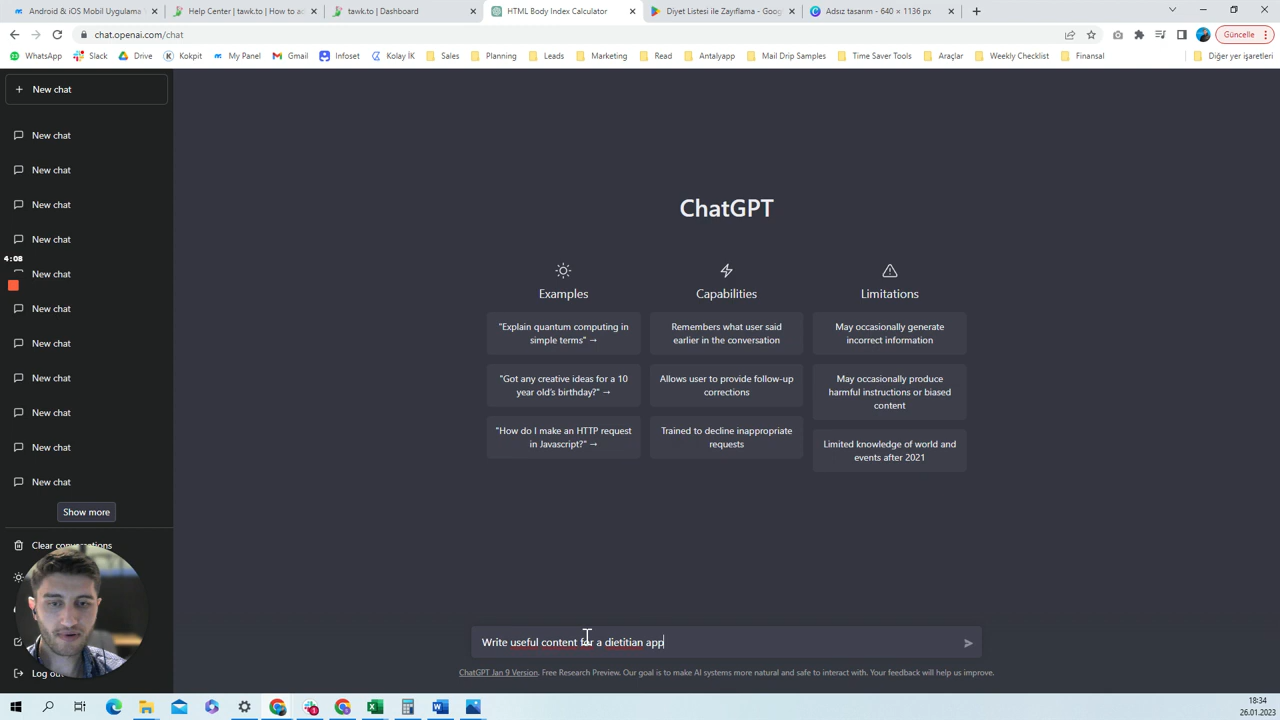 Android & iOS Mobil Uygulama
Help Center | tawk.to | How to ac
tawk.to | Dashboard
HTML Body Index Calculator
Diyet Listesi ile Zayıflama - Goog
Adsız tasarım - 640 × 1136 px
chat.openai.com/chat
Güncelle
WhatsApp
Slack
Drive
Kokpit
My Panel
Gmail
Infoset
Kolay İK
Sales
Planning
Leads
Marketing
Read
Antalyapp
Mail Drip Samples
Time Saver Tools
Araçlar
Weekly Checklist
Finansal
Diğer yer işaretleri
New chat
New chat
New chat
New chat
New chat
4:08
New chat
New chat
New chat
New chat
New chat
New chat
New chat
Show more
Clear conversations
Log out
ChatGPT
Examples
"Explain quantum computing in
simple terms" →
"Got any creative ideas for a 10
year old's birthday?" →
"How do I make an HTTP request
in Javascript?" →
Capabilities
Remembers what user said
earlier in the conversation
Allows user to provide follow-up
corrections
Trained to decline inappropriate
requests
Limitations
May occasionally generate
incorrect information
May occasionally produce
harmful instructions or biased
content
Limited knowledge of world and
events after 2021
Write useful content for a dietitian app
ChatGPT Jan 9 Version. Free Research Preview. Our goal is to make AI systems more natural and safe to interact with. Your feedback will help us improve.
18:34
26.01.2023